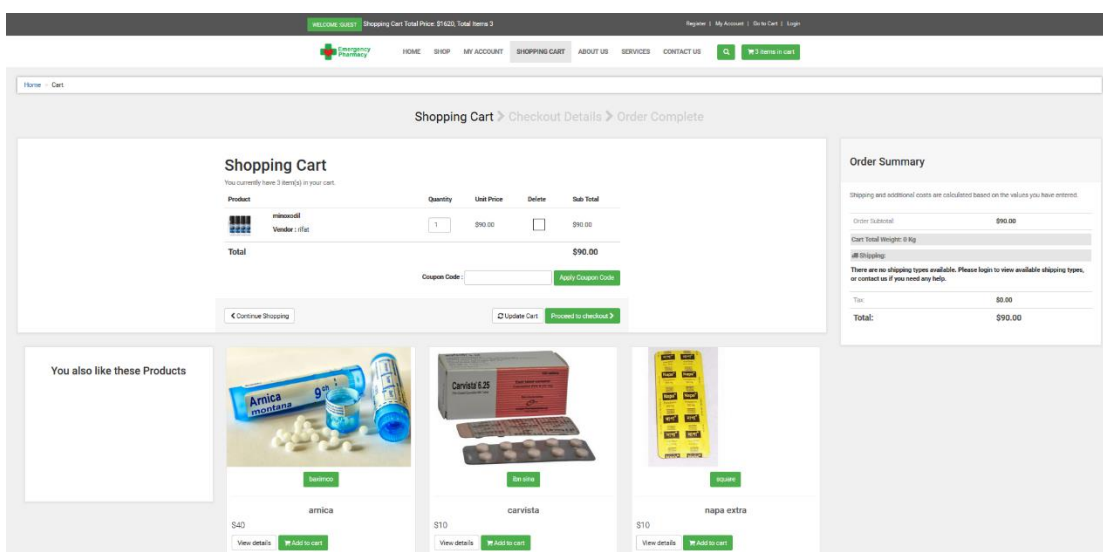 WELCOME GUEST Shopping Cart Total Price: $1620, Total Items 3
Register | My Account | Go to Cart | Login
Emergency Pharmacy
HOME SHOP MY ACCOUNT SHOPPING CART ABOUT US SERVICES CONTACT US 3 items in cart
Home Cart
Shopping Cart > Checkout Details > Order Complete
Shopping Cart
You currently have 3 item(s) in your cart.
Product Quantity Unit Price Delete Sub Total
minoxodil
Vendor : rifat
1 $90.00 $90.00
Total $90.00
Coupon Code : Apply Coupon Code
Continue Shopping Update Cart Proceed to checkout
Order Summary
Shipping and additional costs are calculated based on the values you have entered.
Order Subtotal: $90.00
Cart Total Weight: 0 Kg
Shipping:
There are no shipping types available. Please login to view available shipping types,
or contact us if you need any help.
Tax $0.00
Total: $90.00
You also like these Products
Arnica
montana
9 CH
baximco
arnica
$40
View details Add to cart
Carvista 6.25
ibn sina
carvista
$10
View details Add to cart
square
napa extra
$10
View details Add to cart